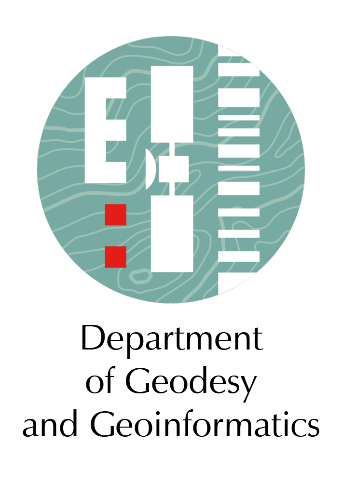 Department
of Geodesy
and Geoinformatics